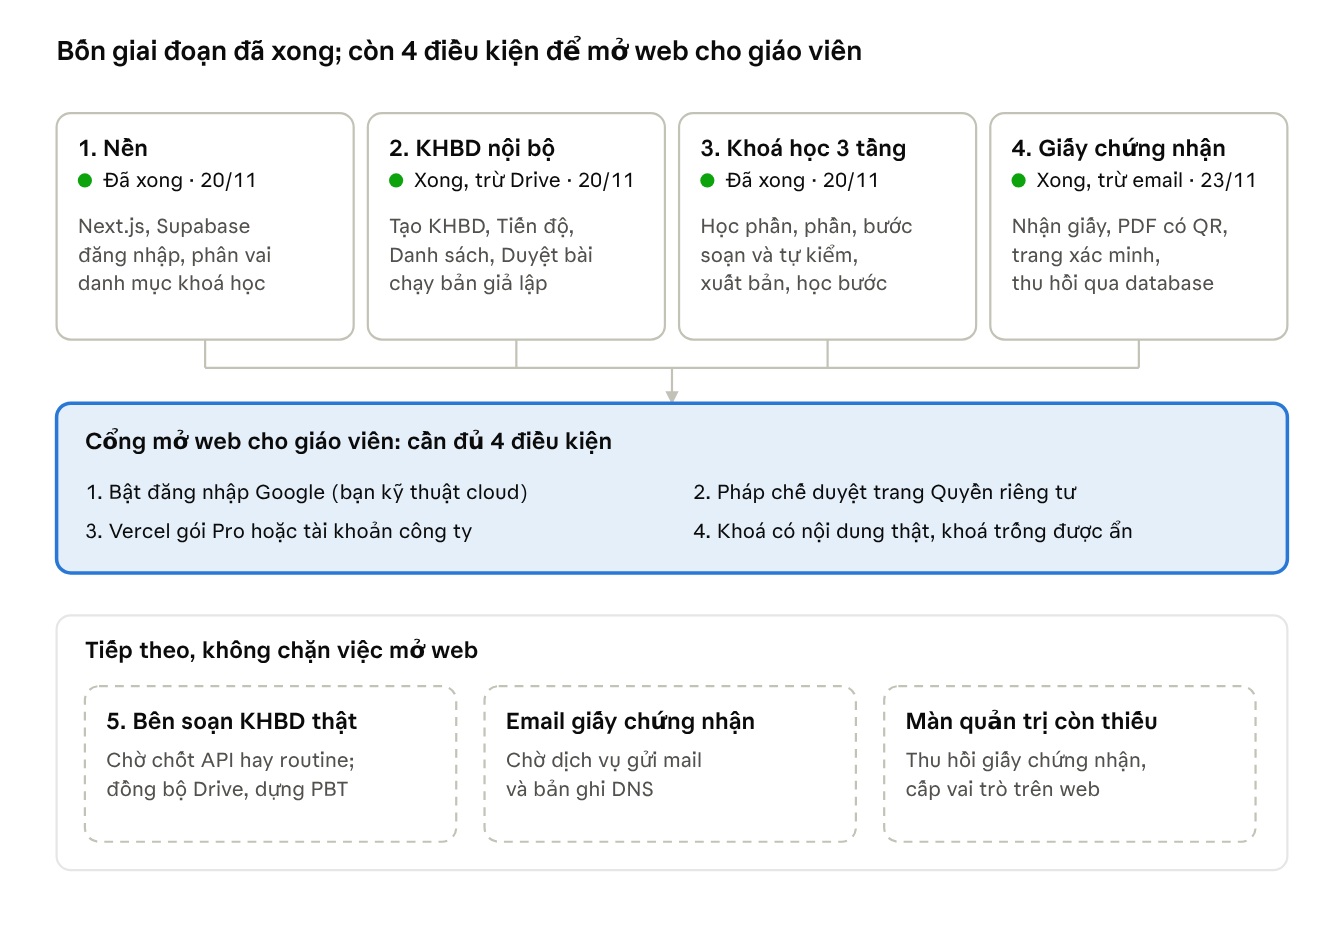 Bốn giai đoạn đã xong; còn 4 điều kiện để mở web cho giáo viên
1. Nền
Đã xong · 20/11
Next.js, Supabase
đăng nhập, phân vai
danh mục khoá học
2. KHBD nội bộ
Xong, trừ Drive · 20/11
Tạo KHBD, Tiến độ,
Danh sách, Duyệt bài
chạy bản giả lập
3. Khoá học 3 tầng
Đã xong · 20/11
Học phần, phần, bước
soạn và tự kiểm,
xuất bản, học bước
4. Giấy chứng nhận
Xong, trừ email · 23/11
Nhận giấy, PDF có QR,
trang xác minh,
thu hồi qua database
Cổng mở web cho giáo viên: cần đủ 4 điều kiện
1. Bật đăng nhập Google (bạn kỹ thuật cloud)
2. Pháp chế duyệt trang Quyền riêng tư
3. Vercel gói Pro hoặc tài khoản công ty
4. Khoá có nội dung thật, khoá trống được ẩn
Tiếp theo, không chặn việc mở web
5. Bên soạn KHBD thật
Chờ chốt API hay routine;
đồng bộ Drive, dựng PBT
Email giấy chứng nhận
Chờ dịch vụ gửi mail
và bản ghi DNS
Màn quản trị còn thiếu
Thu hồi giấy chứng nhận,
cấp vai trò trên web